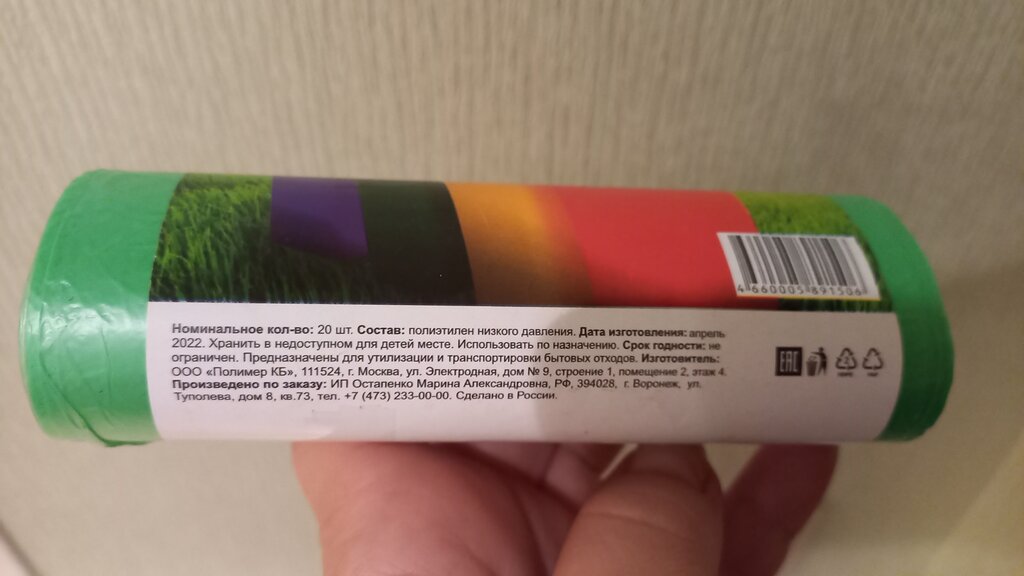 4 660005 891506
Номинальное кол-во: 20 шт. Состав: полиэтилен низкого давления. Дата изготовления: апрель
2022. Хранить в недоступном для детей месте. Использовать по назначению. Срок годности: не
ограничен. Предназначены для утилизации и транспортировки бытовых отходов. Изготовитель:
ООО «Полимер КБ», 111524, г. Москва, ул. Электродная, дом № 9, строение 1, помещение 2, этаж 4.
Произведено по заказу: ИП Остапенко Марина Александровна, РФ, 394028, г. Воронеж, ул.
Туполева, дом 8, кв.73, тел. +7 (473) 233-00-00. Сделано в России.
EAC